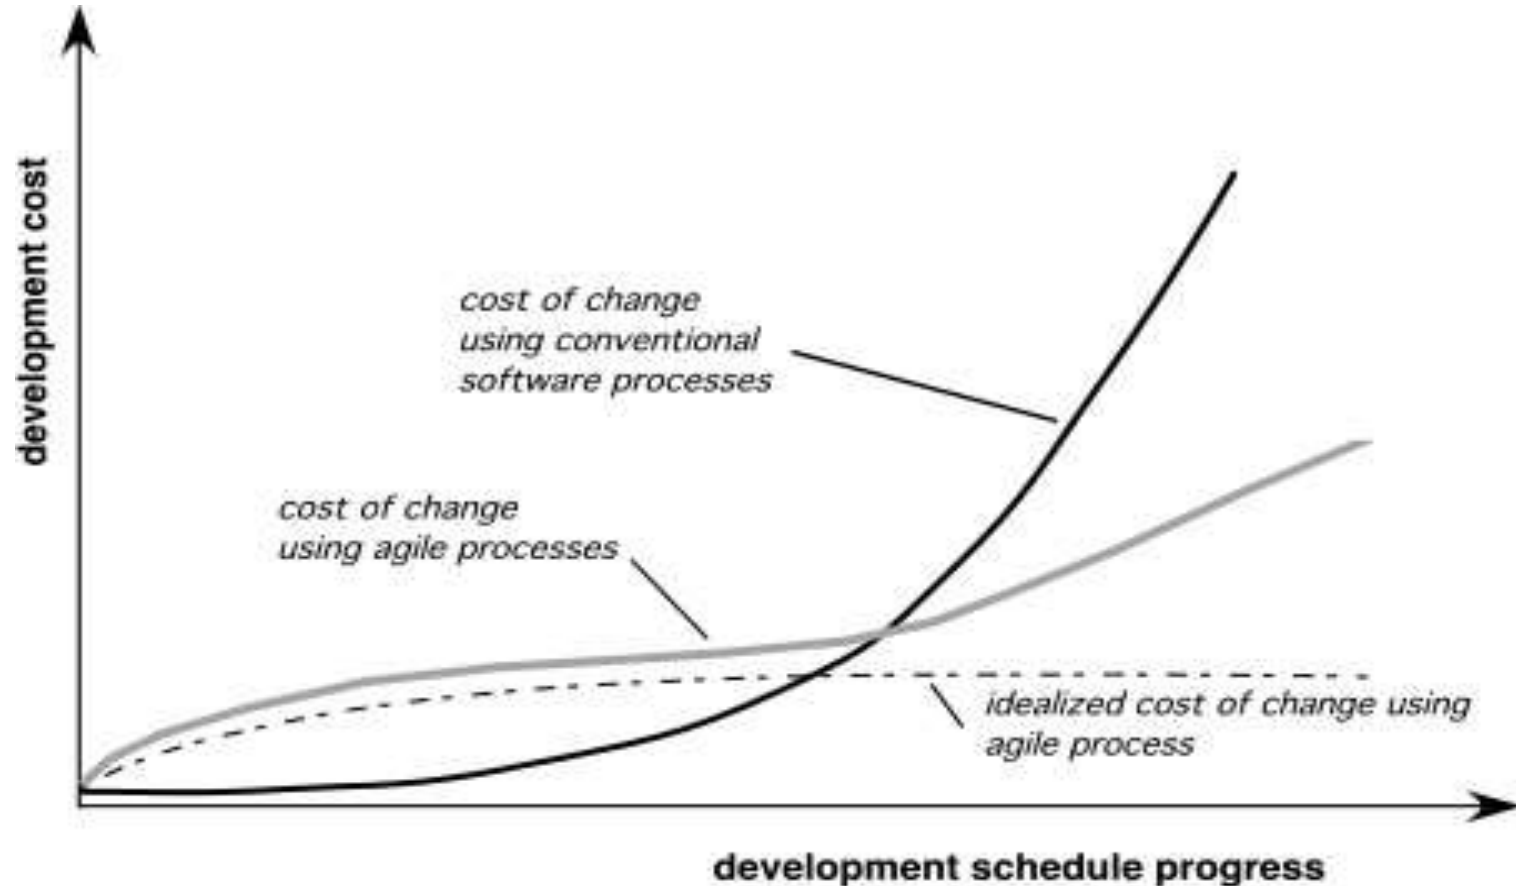 development cost
cost of change
using conventional
software processes
cost of change
using agile processes
idealized cost of change using
agile process
development schedule progress